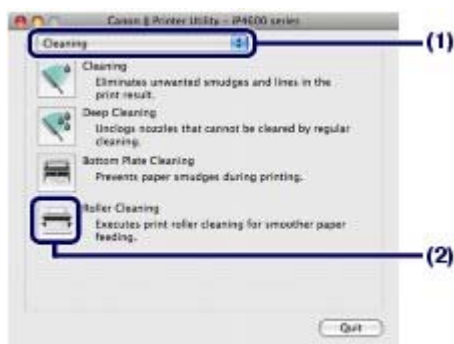 Canon IJ Printer Utility – iP4600 series
Cleaning
(1)
Cleaning
Eliminates unwanted smudges and lines in the
print result.
Deep Cleaning
Unclogs nozzles that cannot be cleared by regular
cleaning.
Bottom Plate Cleaning
Prevents paper smudges during printing.
Roller Cleaning
Executes print roller cleaning for smoother paper
feeding.
(2)
Quit